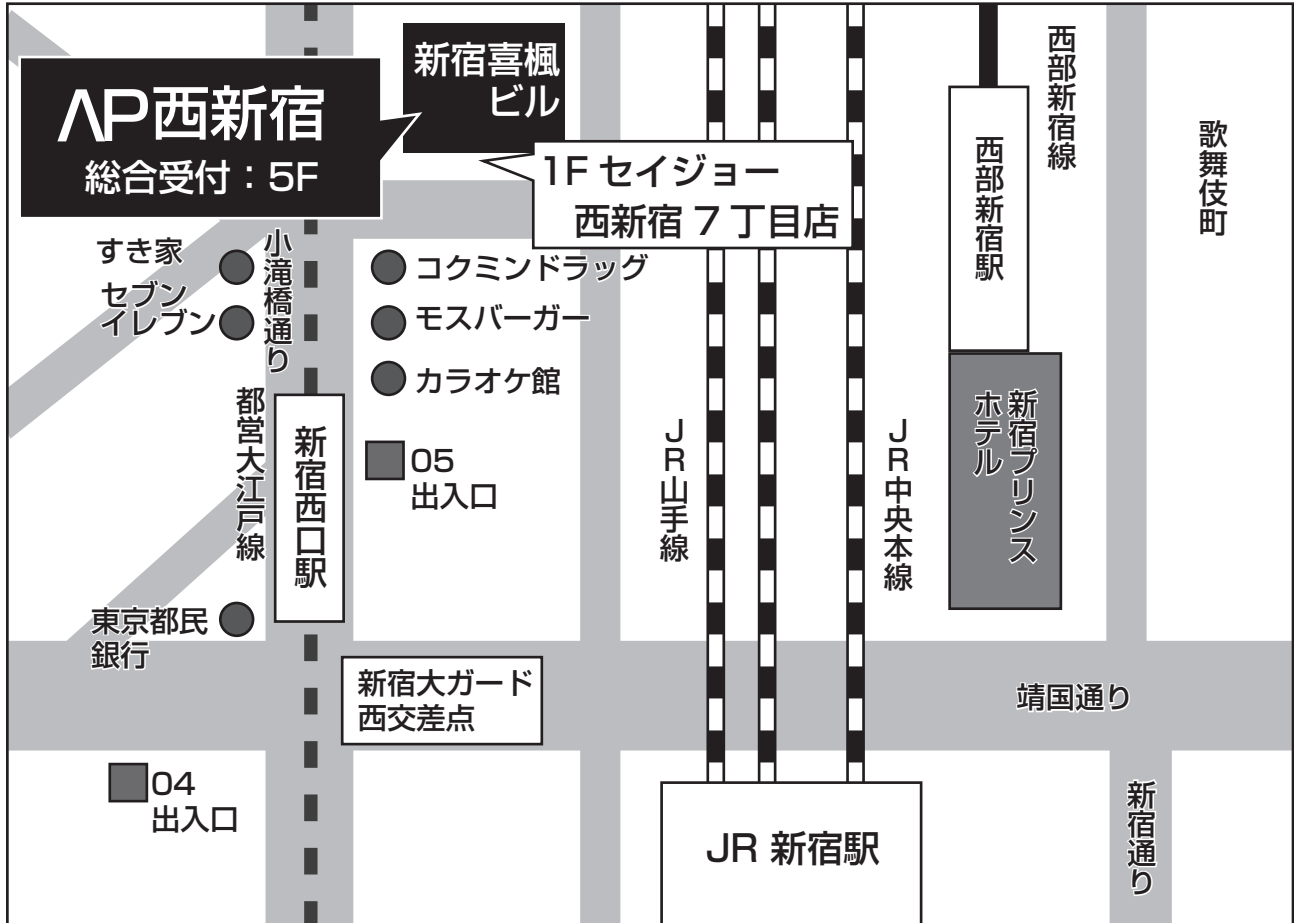 新宿喜楓
ビル
AP西新宿
総合受付：5F
1F セイジョー
西新宿 7 丁目店
西部新宿線
西部新宿駅
歌舞伎町
すき家
セブン
イレブン
小滝橋通り
コクミンドラッグ
モスバーガー
カラオケ館
都営大江戸線
新宿西口駅
05
出入口
JR山手線
JR中央本線
新宿プリンス
ホテル
東京都民
銀行
新宿大ガード
西交差点
靖国通り
04
出入口
JR 新宿駅
新宿通り